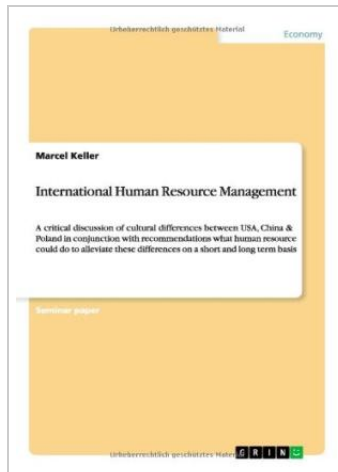 Urheberrechtlich geschütztes Material
Economy
Marcel Keller
International Human Resource Management
A critical discussion of cultural differences between USA, China &
Poland in conjunction with recommendations what human resource
could do to alleviate these differences on a short and long term basis
Seminar paper
Urheberrechtlich geschütztes Mater
GRIN